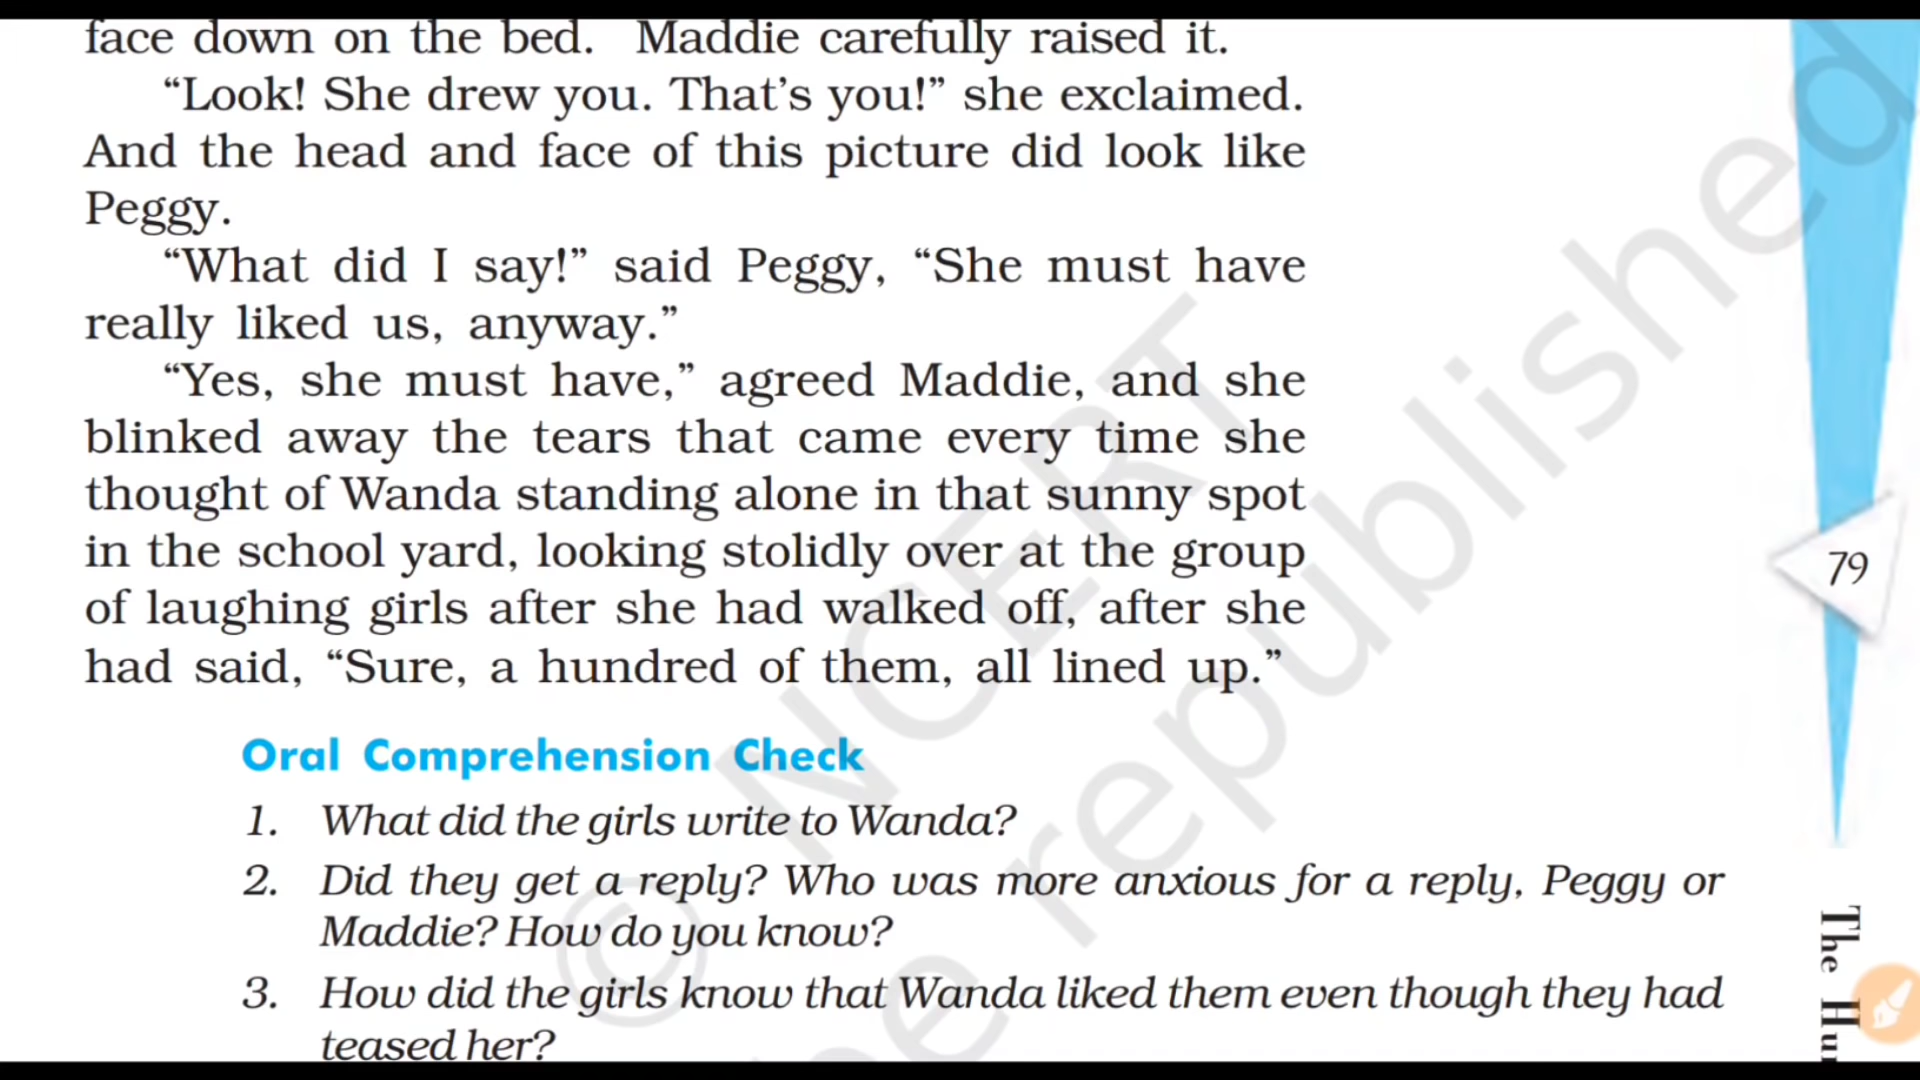 face down on the bed. Maddie carefully raised it.
“Look! She drew you. That’s you!” she exclaimed.
And the head and face of this picture did look like
Peggy.
“What did I say!” said Peggy, “She must have
really liked us, anyway.”
“Yes, she must have,” agreed Maddie, and she
blinked away the tears that came every time she
thought of Wanda standing alone in that sunny spot
in the school yard, looking stolidly over at the group
of laughing girls after she had walked off, after she
had said, “Sure, a hundred of them, all lined up.”
Oral Comprehension Check
1. What did the girls write to Wanda?
2. Did they get a reply? Who was more anxious for a reply, Peggy or
Maddie? How do you know?
3. How did the girls know that Wanda liked them even though they had
teased her?
79
The Hu
© NCERT
be republished